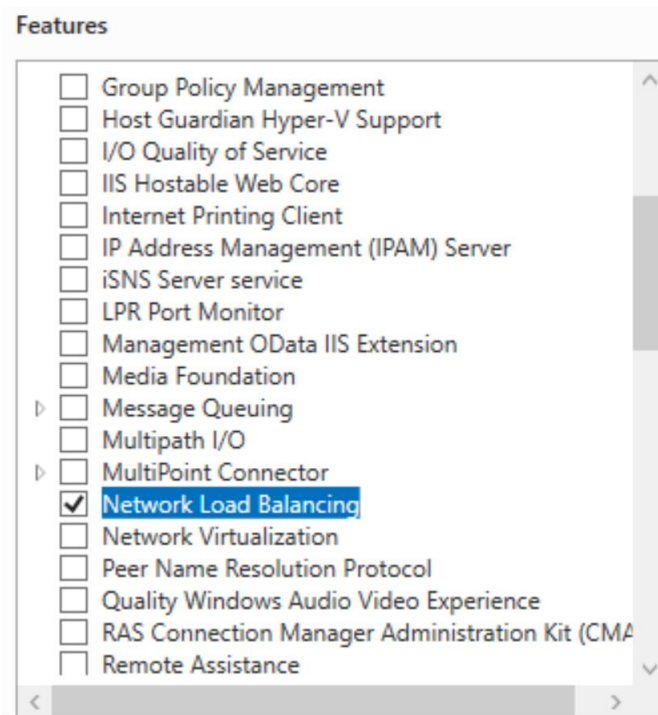 Features
Group Policy Management
Host Guardian Hyper-V Support
I/O Quality of Service
IIS Hostable Web Core
Internet Printing Client
IP Address Management (IPAM) Server
iSNS Server service
LPR Port Monitor
Management OData IIS Extension
Media Foundation
Message Queuing
Multipath I/O
MultiPoint Connector
Network Load Balancing
Network Virtualization
Peer Name Resolution Protocol
Quality Windows Audio Video Experience
RAS Connection Manager Administration Kit (CMA
Remote Assistance